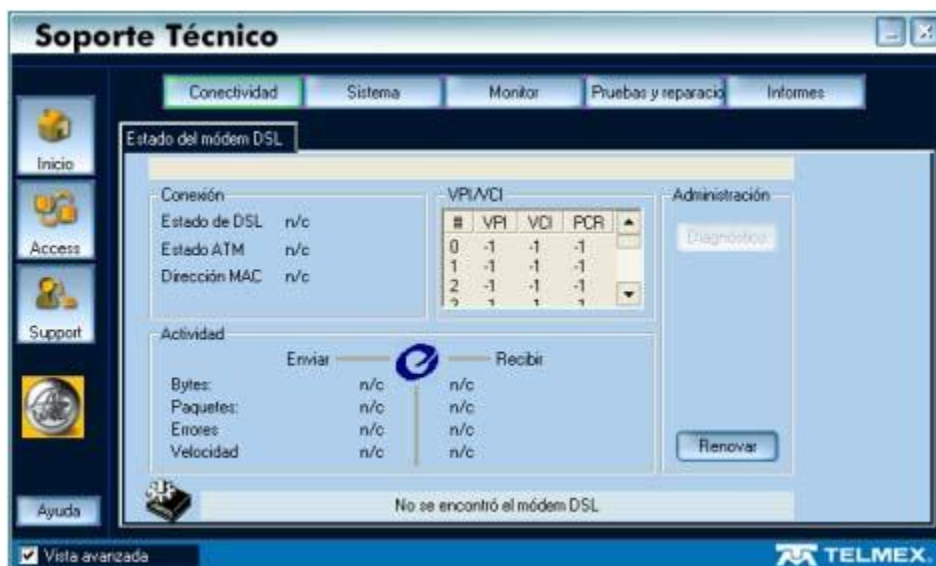 Soporte Técnico
Conectividad Sistema Monitor Pruebas y reparacio Informes
Estado del módem DSL
Inicio
Access
Support
Ayuda
Conexión
Estado de DSL n/c
Estado ATM n/c
Dirección MAC n/c
VPI/VCI
# VPI VCI PCR
0 -1 -1 -1
1 -1 -1 -1
2 -1 -1 -1
Administración
Diagnóstico
Actividad
Enviar Recibir
Bytes: n/c n/c
Paquetes: n/c n/c
Errores n/c n/c
Velocidad n/c n/c
Renovar
No se encontró el módem DSL
Vista avanzada
TELMEX